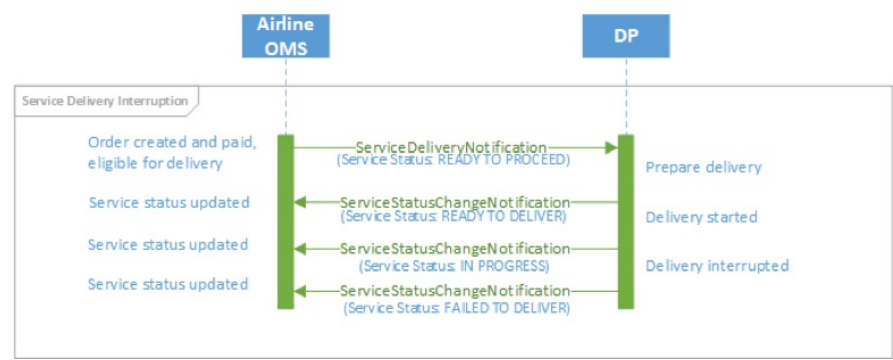 Airline
OMS
DP
Service Delivery Interruption
Order created and paid,
eligible for delivery
ServiceDeliveryNotification
(Service Status: READY TO PROCEED)
Prepare delivery
Service status updated
ServiceStatusChangeNotification
(Service Status: READY TO DELIVER)
Delivery started
Service status updated
ServiceStatusChangeNotification
(Service Status: IN PROGRESS)
Delivery interrupted
Service status updated
ServiceStatusChangeNotification
(Service Status: FAILED TO DELIVER)